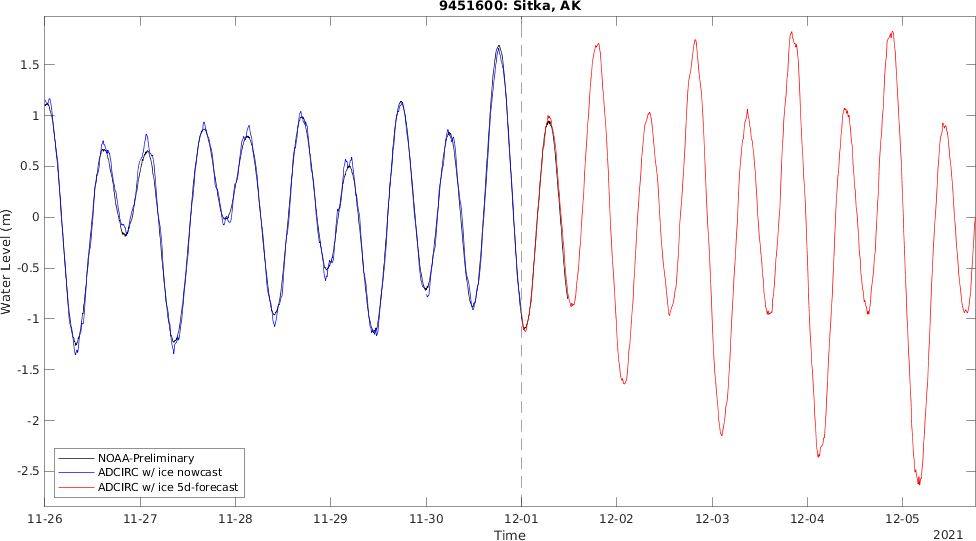 9451600: Sitka, AK
Water Level (m)
1.5
1
0.5
0
-0.5
-1
-1.5
-2
-2.5
NOAA-Preliminary
ADCIRC w/ ice nowcast
ADCIRC w/ ice 5d-forecast
11-26 11-27 11-28 11-29 11-30 12-01 12-02 12-03 12-04 12-05
Time
2021